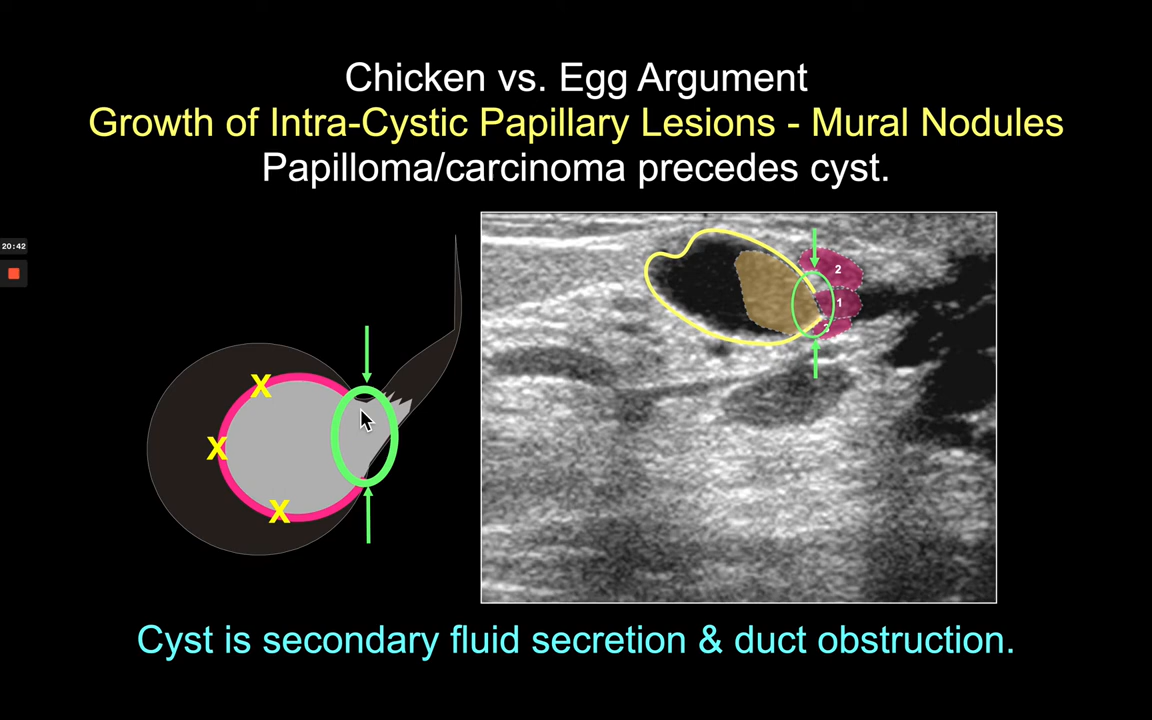 Chicken vs. Egg Argument
Growth of Intra-Cystic Papillary Lesions - Mural Nodules
Papilloma/carcinoma precedes cyst.
20:42
2
1
3
X
X
X
Cyst is secondary fluid secretion & duct obstruction.